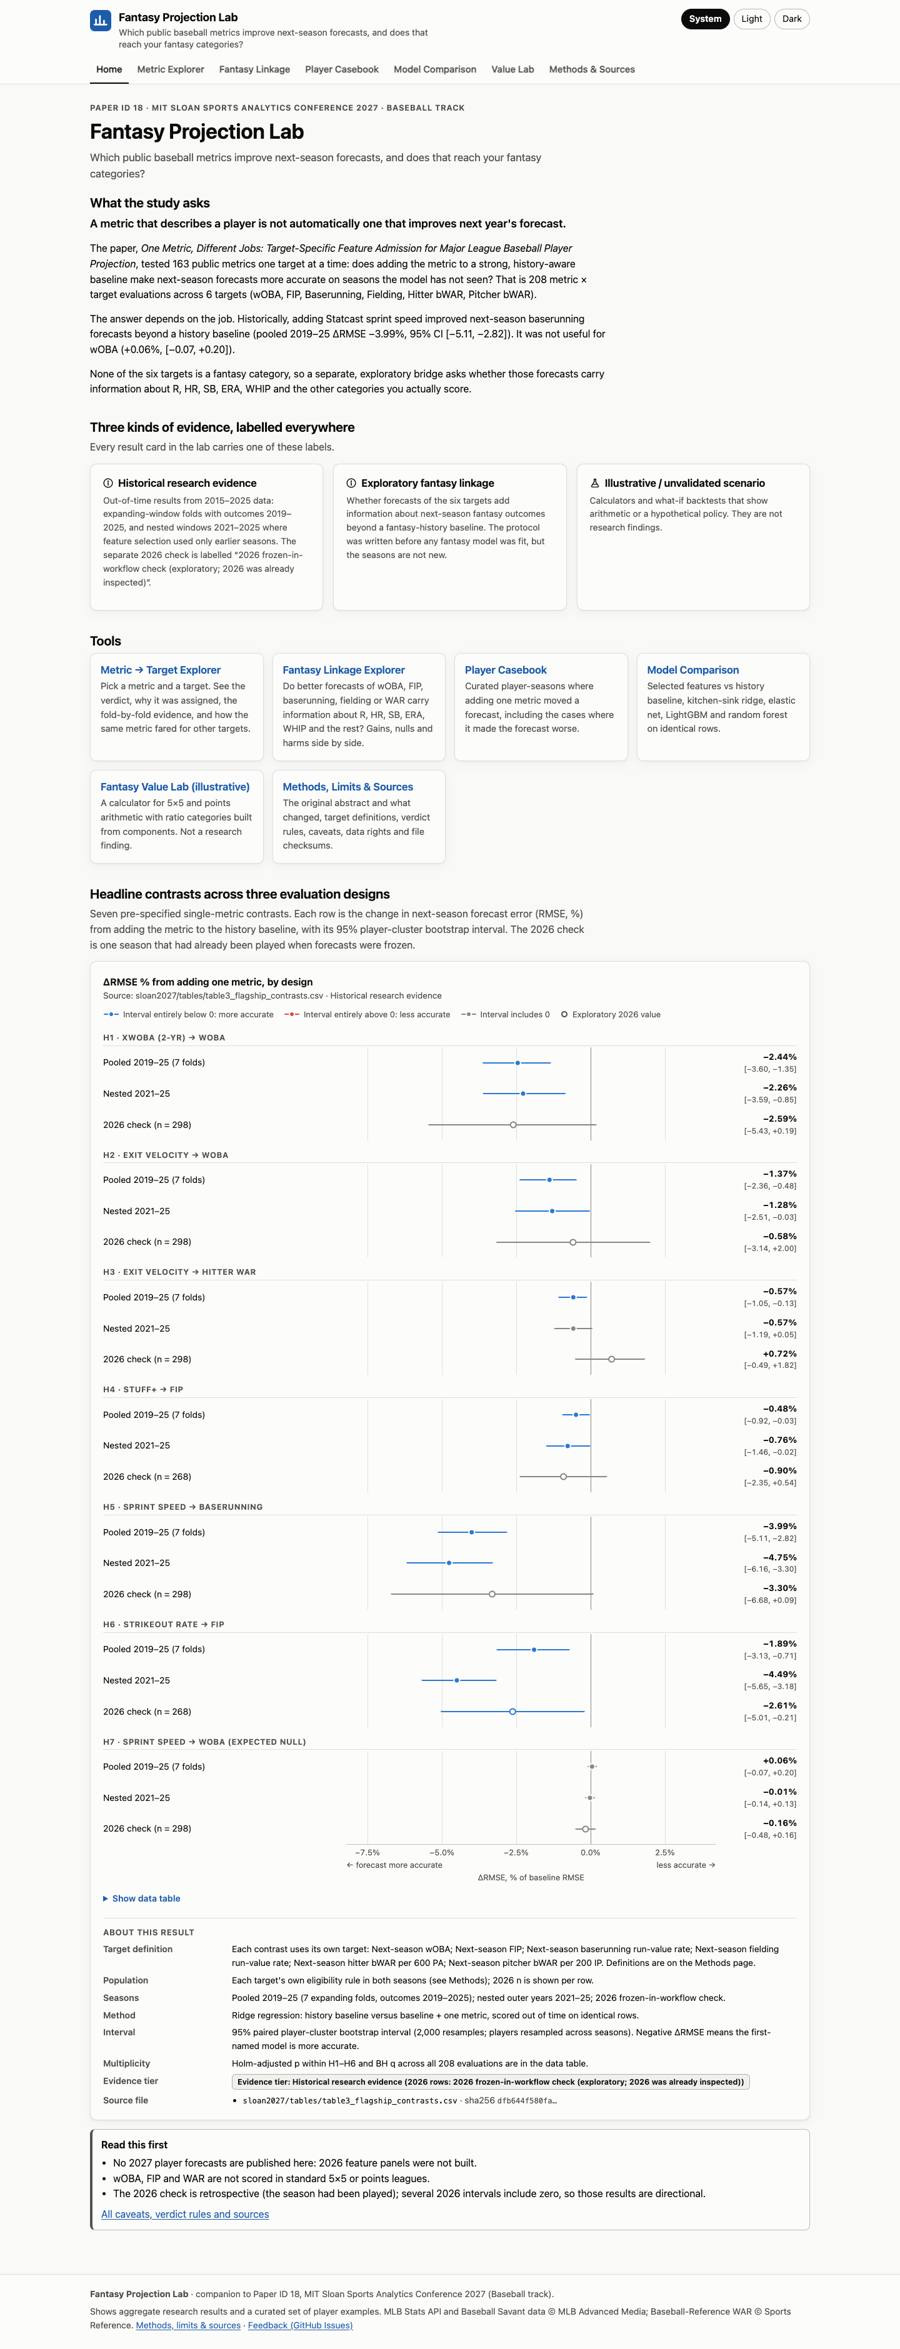 Fantasy Projection Lab
Which public baseball metrics improve next-season forecasts, and does that
reach your fantasy categories?
System
Light
Dark
Home
Metric Explorer
Fantasy Linkage
Player Casebook
Model Comparison
Value Lab
Methods & Sources
PAPER ID 18 · MIT SLOAN SPORTS ANALYTICS CONFERENCE 2027 · BASEBALL TRACK
Fantasy Projection Lab
Which public baseball metrics improve next-season forecasts, and does that reach your fantasy
categories?
What the study asks
A metric that describes a player is not automatically one that improves next year's forecast.
The paper, One Metric, Different Jobs: Target-Specific Feature Admission for Major League Baseball Player
Projection, tested 163 public metrics one target at a time: does adding the metric to a strong, history-aware
baseline make next-season forecasts more accurate on seasons the model has not seen? That is 208 metric ×
target evaluations across 6 targets (wOBA, FIP, Baserunning, Fielding, Hitter bWAR, Pitcher bWAR).
The answer depends on the job. Historically, adding Statcast sprint speed improved next-season baserunning
forecasts beyond a history baseline (pooled 2019–25 ΔRMSE −3.99%, 95% CI [−5.11, −2.82]). It was not useful for
wOBA (+0.06%, [−0.07, +0.20]).
None of the six targets is a fantasy category, so a separate, exploratory bridge asks whether those forecasts carry
information about R, HR, SB, ERA, WHIP and the other categories you actually score.
Three kinds of evidence, labelled everywhere
Every result card in the lab carries one of these labels.
Historical research evidence
Out-of-time results from 2015–2025 data:
expanding-window folds with outcomes 2019–
2025, and nested windows 2021–2025 where
feature selection used only earlier seasons. The
separate 2026 check is labelled "2026 frozen-in-
workflow check (exploratory; 2026 was already
inspected)".
Exploratory fantasy linkage
Whether forecasts of the six targets add
information about next-season fantasy outcomes
beyond a fantasy-history baseline. The protocol
was written before any fantasy model was fit, but
the seasons are not new.
Illustrative / unvalidated scenario
Calculators and what-if backtests that show
arithmetic or a hypothetical policy. They are not
research findings.
Tools
Metric → Target Explorer
Pick a metric and a target. See the
verdict, why it was assigned, the
fold-by-fold evidence, and how the
same metric fared for other targets.
Fantasy Linkage Explorer
Do better forecasts of wOBA, FIP,
baserunning, fielding or WAR carry
information about R, HR, SB, ERA,
WHIP and the rest? Gains, nulls and
harms side by side.
Player Casebook
Curated player-seasons where
adding one metric moved a
forecast, including the cases where
it made the forecast worse.
Model Comparison
Selected features vs history
baseline, kitchen-sink ridge, elastic
net, LightGBM and random forest
on identical rows.
Fantasy Value Lab (illustrative)
A calculator for 5×5 and points
arithmetic with ratio categories built
from components. Not a research
finding.
Methods, Limits & Sources
The original abstract and what
changed, target definitions, verdict
rules, caveats, data rights and file
checksums.
Headline contrasts across three evaluation designs
Seven pre-specified single-metric contrasts. Each row is the change in next-season forecast error (RMSE, %)
from adding the metric to the history baseline, with its 95% player-cluster bootstrap interval. The 2026 check
is one season that had already been played when forecasts were frozen.
ΔRMSE % from adding one metric, by design
Source: sloan2027/tables/table3_flagship_contrasts.csv · Historical research evidence
Interval entirely below 0: more accurate
Interval entirely above 0: less accurate
Interval includes 0
Exploratory 2026 value
H1 · XWOBA (2-YR) → WOBA
Pooled 2019–25 (7 folds)
−2.44%
[−3.60, −1.35]
Nested 2021–25
−2.26%
[−3.59, −0.85]
2026 check (n = 298)
−2.59%
[−5.43, +0.19]
H2 · EXIT VELOCITY → WOBA
Pooled 2019–25 (7 folds)
−1.37%
[−2.36, −0.48]
Nested 2021–25
−1.28%
[−2.51, −0.03]
2026 check (n = 298)
−0.58%
[−3.14, +2.00]
H3 · EXIT VELOCITY → HITTER WAR
Pooled 2019–25 (7 folds)
−0.57%
[−1.05, −0.13]
Nested 2021–25
−0.57%
[−1.19, +0.05]
2026 check (n = 298)
+0.72%
[−0.49, +1.82]
H4 · STUFF+ → FIP
Pooled 2019–25 (7 folds)
−0.48%
[−0.92, −0.03]
Nested 2021–25
−0.76%
[−1.46, −0.02]
2026 check (n = 268)
−0.90%
[−2.35, +0.54]
H5 · SPRINT SPEED → BASERUNNING
Pooled 2019–25 (7 folds)
−3.99%
[−5.11, −2.82]
Nested 2021–25
−4.75%
[−6.16, −3.30]
2026 check (n = 298)
−3.30%
[−6.68, +0.09]
H6 · STRIKEOUT RATE → FIP
Pooled 2019–25 (7 folds)
−1.89%
[−3.13, −0.71]
Nested 2021–25
−4.49%
[−5.65, −3.18]
2026 check (n = 268)
−2.61%
[−5.01, −0.21]
H7 · SPRINT SPEED → WOBA (EXPECTED NULL)
Pooled 2019–25 (7 folds)
+0.06%
[−0.07, +0.20]
Nested 2021–25
−0.01%
[−0.14, +0.13]
2026 check (n = 298)
−0.16%
[−0.48, +0.16]
−7.5%
−5.0%
−2.5%
0.0%
2.5%
← forecast more accurate
less accurate →
ΔRMSE, % of baseline RMSE
Show data table
ABOUT THIS RESULT
Target definition
Each contrast uses its own target: Next-season wOBA; Next-season FIP; Next-season baserunning run-value rate; Next-season fielding
run-value rate; Next-season hitter bWAR per 600 PA; Next-season pitcher bWAR per 200 IP. Definitions are on the Methods page.
Population
Each target's own eligibility rule in both seasons (see Methods); 2026 n is shown per row.
Seasons
Pooled 2019–25 (7 expanding folds, outcomes 2019–2025); nested outer years 2021–25; 2026 frozen-in-workflow check.
Method
Ridge regression: history baseline versus baseline + one metric, scored out of time on identical rows.
Interval
95% paired player-cluster bootstrap interval (2,000 resamples; players resampled across seasons). Negative ΔRMSE means the first-
named model is more accurate.
Multiplicity
Holm-adjusted p within H1–H6 and BH q across all 208 evaluations are in the data table.
Evidence tier
Evidence tier: Historical research evidence (2026 rows: 2026 frozen-in-workflow check (exploratory; 2026 was already inspected))
Source file
• sloan2027/tables/table3_flagship_contrasts.csv · sha256 dfb644f580fa…
Read this first
• No 2027 player forecasts are published here: 2026 feature panels were not built.
• wOBA, FIP and WAR are not scored in standard 5×5 or points leagues.
• The 2026 check is retrospective (the season had been played); several 2026 intervals include zero, so those results are directional.
All caveats, verdict rules and sources
Fantasy Projection Lab · companion to Paper ID 18, MIT Sloan Sports Analytics Conference 2027 (Baseball track).
Shows aggregate research results and a curated set of player examples. MLB Stats API and Baseball Savant data © MLB Advanced Media; Baseball-Reference WAR © Sports
Reference. Methods, limits & sources · Feedback (GitHub Issues)